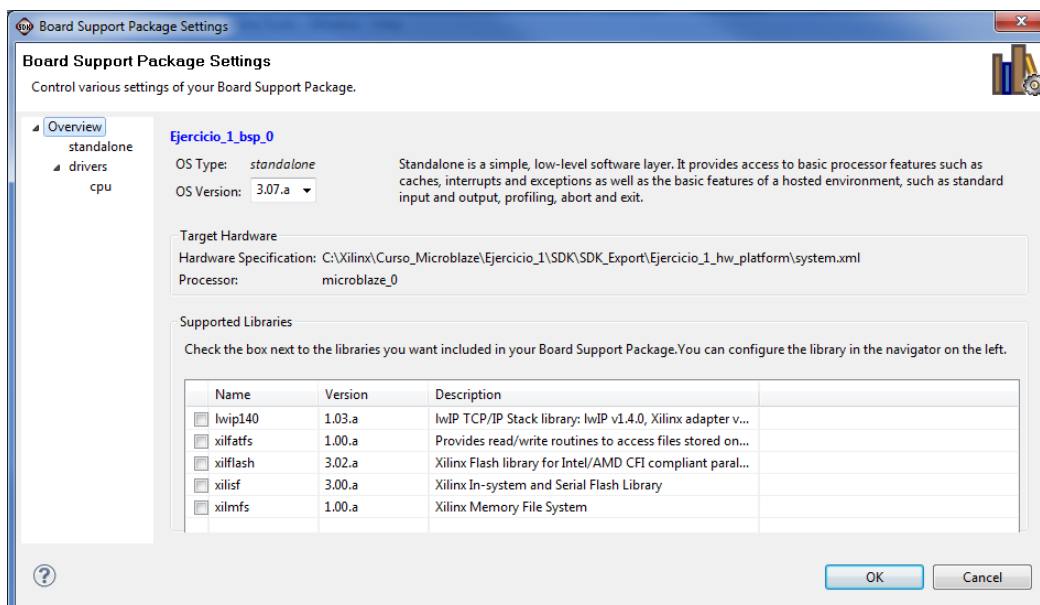 Board Support Package Settings
Board Support Package Settings
Control various settings of your Board Support Package.
Overview
standalone
drivers
cpu
Ejercicio_1_bsp_0
OS Type: standalone
OS Version: 3.07.a
Standalone is a simple, low-level software layer. It provides access to basic processor features such as
caches, interrupts and exceptions as well as the basic features of a hosted environment, such as standard
input and output, profiling, abort and exit.
Target Hardware
Hardware Specification: C:\Xilinx\Curso_Microblaze\Ejercicio_1\SDK\SDK_Export\Ejercicio_1_hw_platform\system.xml
Processor: microblaze_0
Supported Libraries
Check the box next to the libraries you want included in your Board Support Package.You can configure the library in the navigator on the left.
Name Version Description
lwip140 1.03.a lwIP TCP/IP Stack library: lwIP v1.4.0, Xilinx adapter v...
xilfatfs 1.00.a Provides read/write routines to access files stored on...
xilflash 3.02.a Xilinx Flash library for Intel/AMD CFI compliant paral...
xilisf 3.00.a Xilinx In-system and Serial Flash Library
xilmfs 1.00.a Xilinx Memory File System
?
OK Cancel